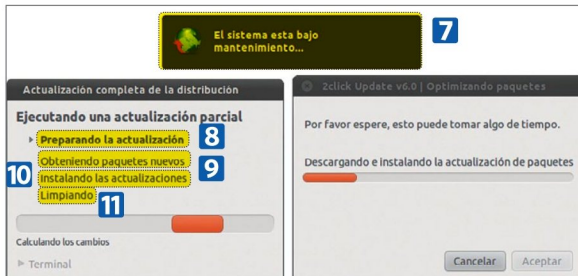 El sistema esta bajo
mantenimiento...
7
Actualización completa de la distribución
Ejecutando una actualización parcial
Preparando la actualización
8
Obteniendo paquetes nuevos
9
10
Instalando las actualizaciones
Limpiando
11
Calculando los cambios
Terminal
2click Update v6.0 | Optimizando paquetes
Por favor espere, esto puede tomar algo de tiempo.
Descargando e instalando la actualización de paquetes
Cancelar
Aceptar